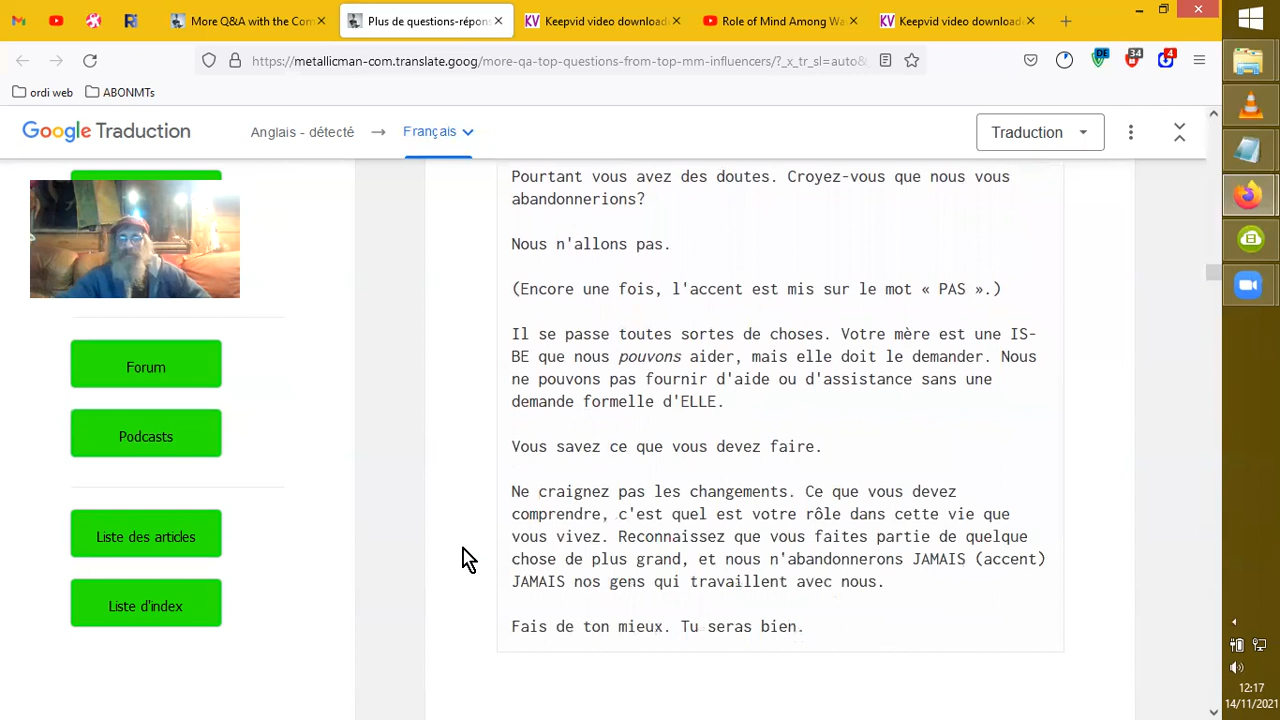 More Q&A with the Com
Plus de questions-répons
Keepvid video download
Role of Mind Among Wa
Keepvid video download
https://metallicman-com.translate.goog/more-qa-top-questions-from-top-mm-influencers/?_x_tr_sl=auto&
DE
34
4
ordi web
ABONMTs
Google Traduction
Anglais - détecté
Français
Traduction
Forum
Podcasts
Liste des articles
Liste d'index
Pourtant vous avez des doutes. Croyez-vous que nous vous
abandonnerions?
Nous n'allons pas.
(Encore une fois, l'accent est mis sur le mot « PAS ».)
Il se passe toutes sortes de choses. Votre mère est une IS-
BE que nous pouvons aider, mais elle doit le demander. Nous
ne pouvons pas fournir d'aide ou d'assistance sans une
demande formelle d'ELLE.
Vous savez ce que vous devez faire.
Ne craignez pas les changements. Ce que vous devez
comprendre, c'est quel est votre rôle dans cette vie que
vous vivez. Reconnaissez que vous faites partie de quelque
chose de plus grand, et nous n'abandonnerons JAMAIS (accent)
JAMAIS nos gens qui travaillent avec nous.
Fais de ton mieux. Tu seras bien.
12:17
14/11/2021